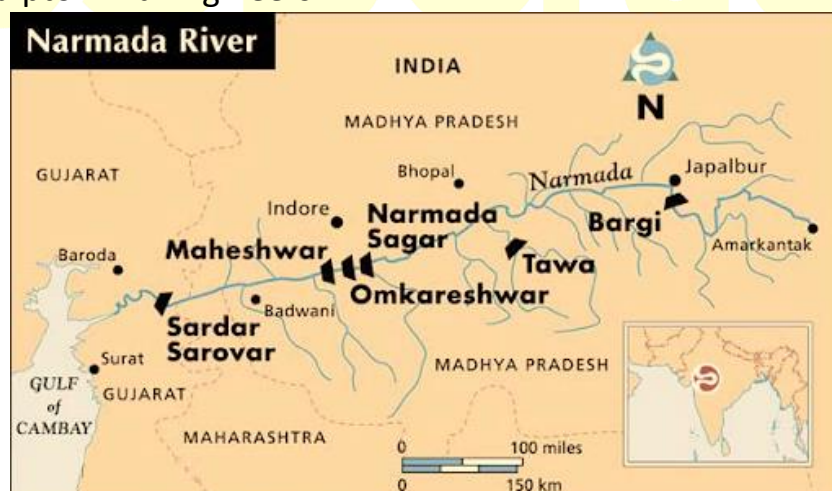 Narmada River
INDIA
N
MADHYA PRADESH
GUJARAT
Bhopal
Narmada
Japalbur
Indore
Narmada
Sagar
Bargi
Maheshwar
Amarkantak
Baroda
Tawa
Omkareshwar
Badwani
Sardar
Sarovar
Surat
MADHYA PRADESH
GULF
of
CAMBAY
GUJARAT
MAHARASHTRA
0 100 miles
0 150 km